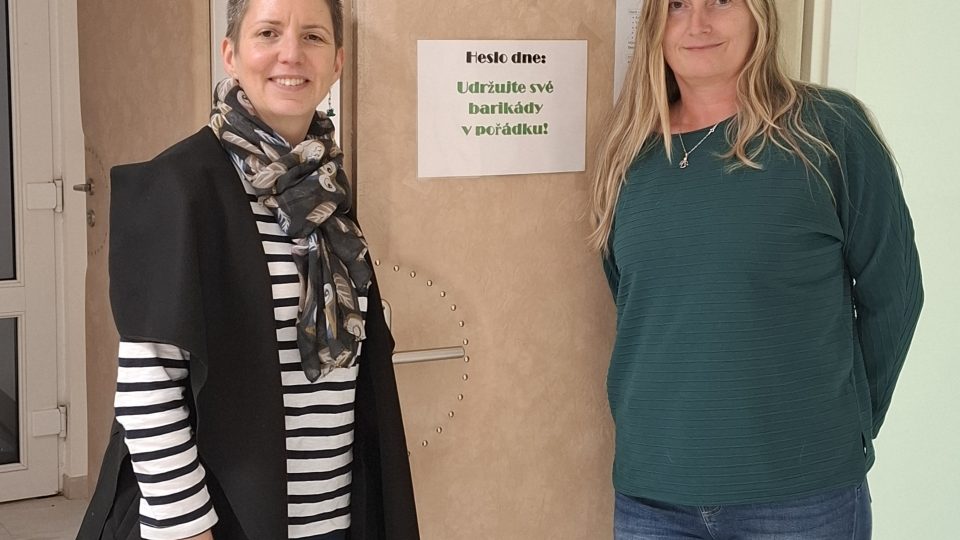 Heslo dne:
Udržujte své
barikády
v pořádku!